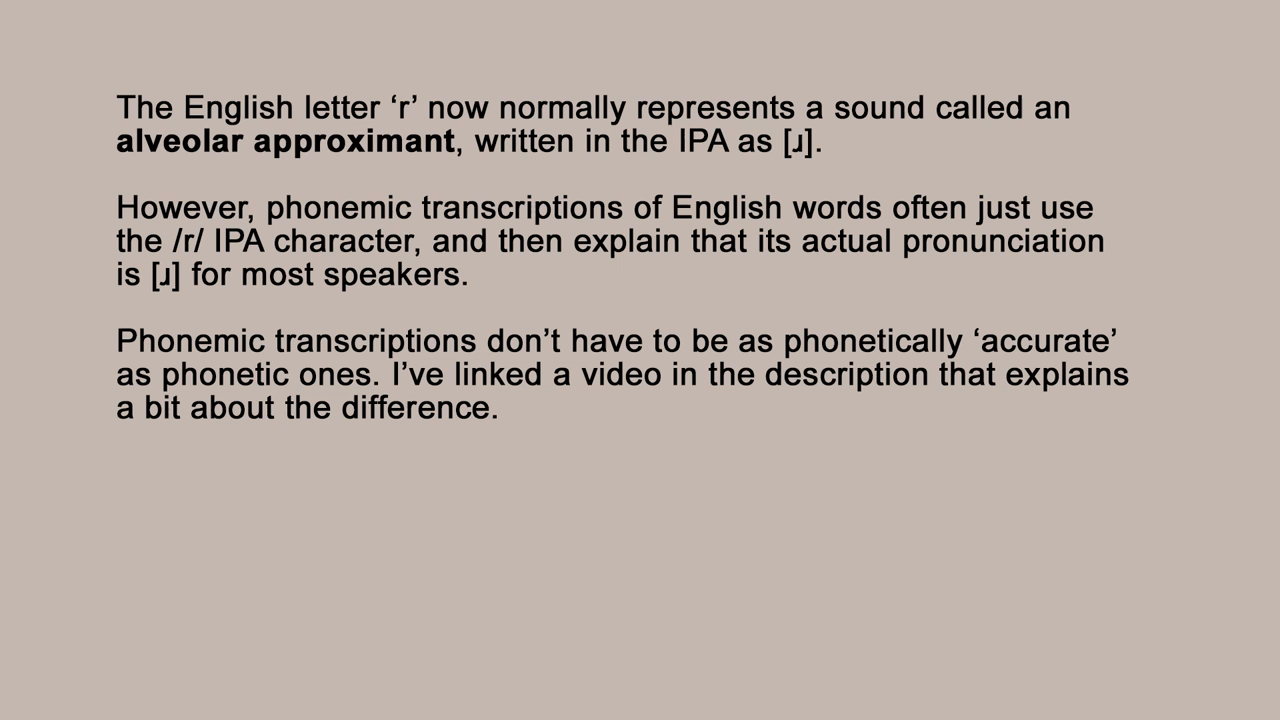 The English letter ‘r’ now normally represents a sound called an
alveolar approximant, written in the IPA as [ɹ].
However, phonemic transcriptions of English words often just use
the /r/ IPA character, and then explain that its actual pronunciation
is [ɹ] for most speakers.
Phonemic transcriptions don’t have to be as phonetically ‘accurate’
as phonetic ones. I’ve linked a video in the description that explains
a bit about the difference.